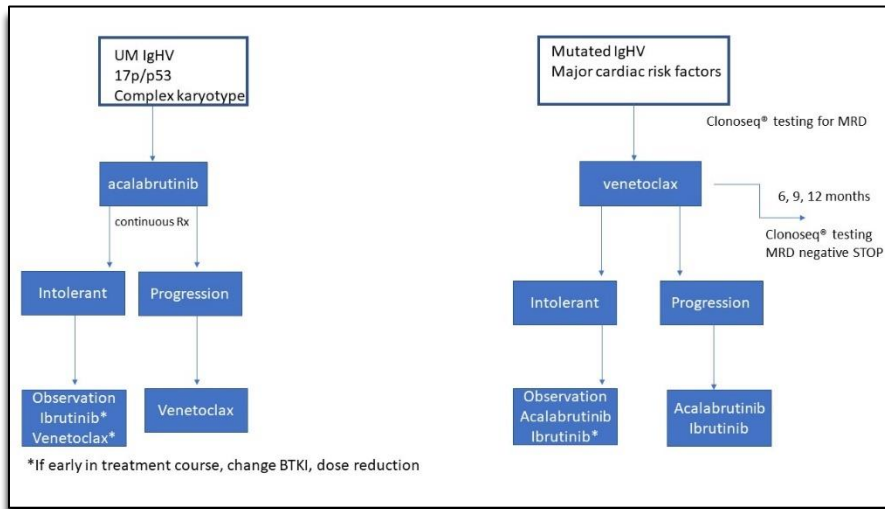 UM IgHV
17p/p53
Complex karyotype
acalabrutinib
continuous Rx
Intolerant
Progression
Observation
Ibrutinib*
Venetoclax*
Venetoclax
*If early in treatment course, change BTKI, dose reduction
Mutated IgHV
Major cardiac risk factors
Clonoseq® testing for MRD
venetoclax
6, 9, 12 months
Clonoseq® testing
MRD negative STOP
Intolerant
Progression
Observation
Acalabrutinib
Ibrutinib*
Acalabrutinib
Ibrutinib